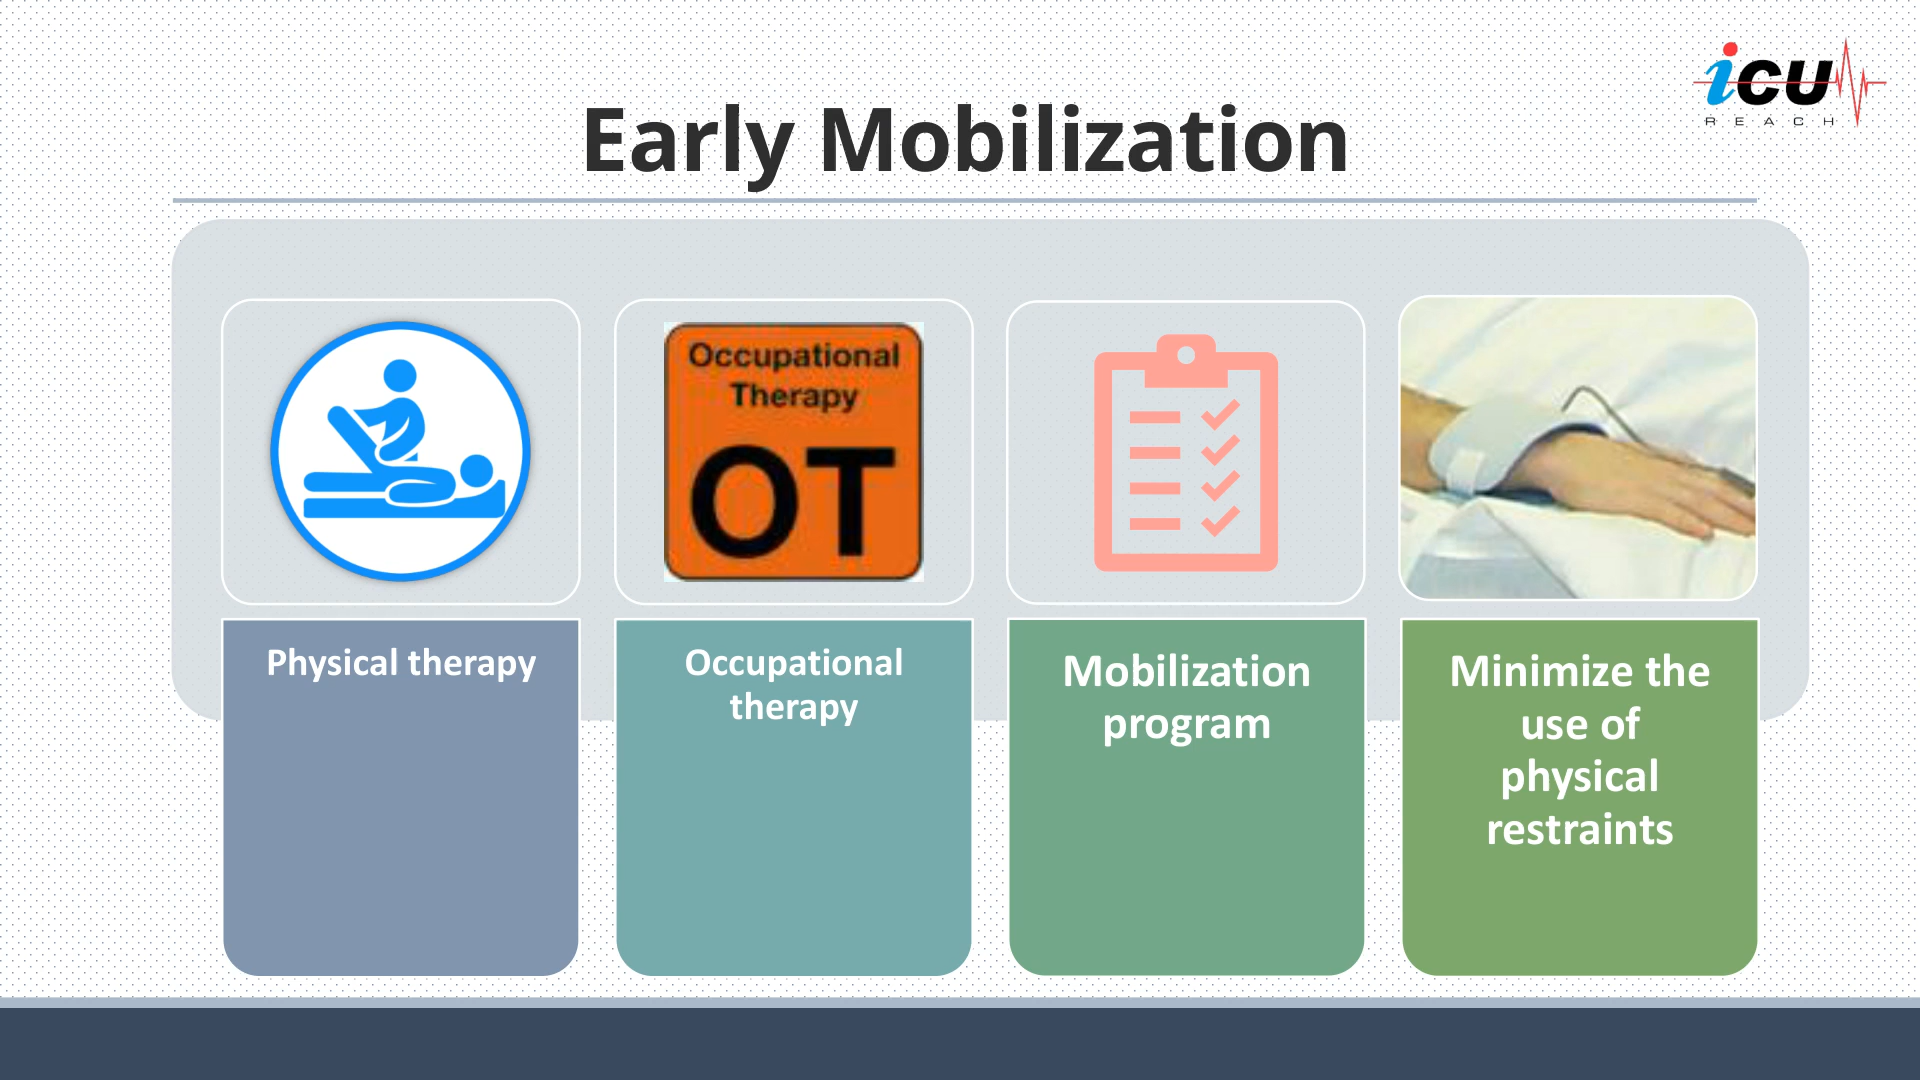 icu
REACH
Early Mobilization
Occupational
Therapy
OT
Physical therapy
Occupational
therapy
Mobilization
program
Minimize the
use of
physical
restraints